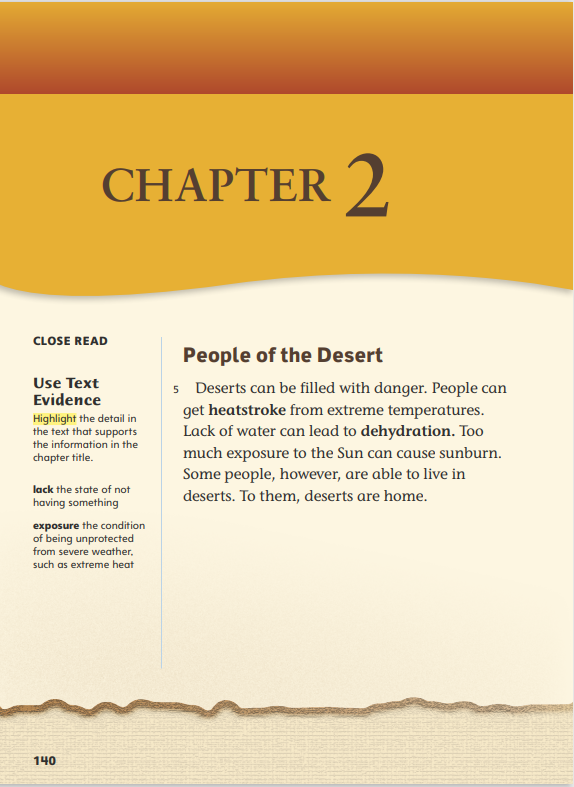 CHAPTER 2
CLOSE READ
Use Text
Evidence
Highlight the detail in
the text that supports
the information in the
chapter title.
lack the state of not
having something
exposure the condition
of being unprotected
from severe weather,
such as extreme heat
People of the Desert
5 Deserts can be filled with danger. People can
get heatstroke from extreme temperatures.
Lack of water can lead to dehydration. Too
much exposure to the Sun can cause sunburn.
Some people, however, are able to live in
deserts. To them, deserts are home.
140